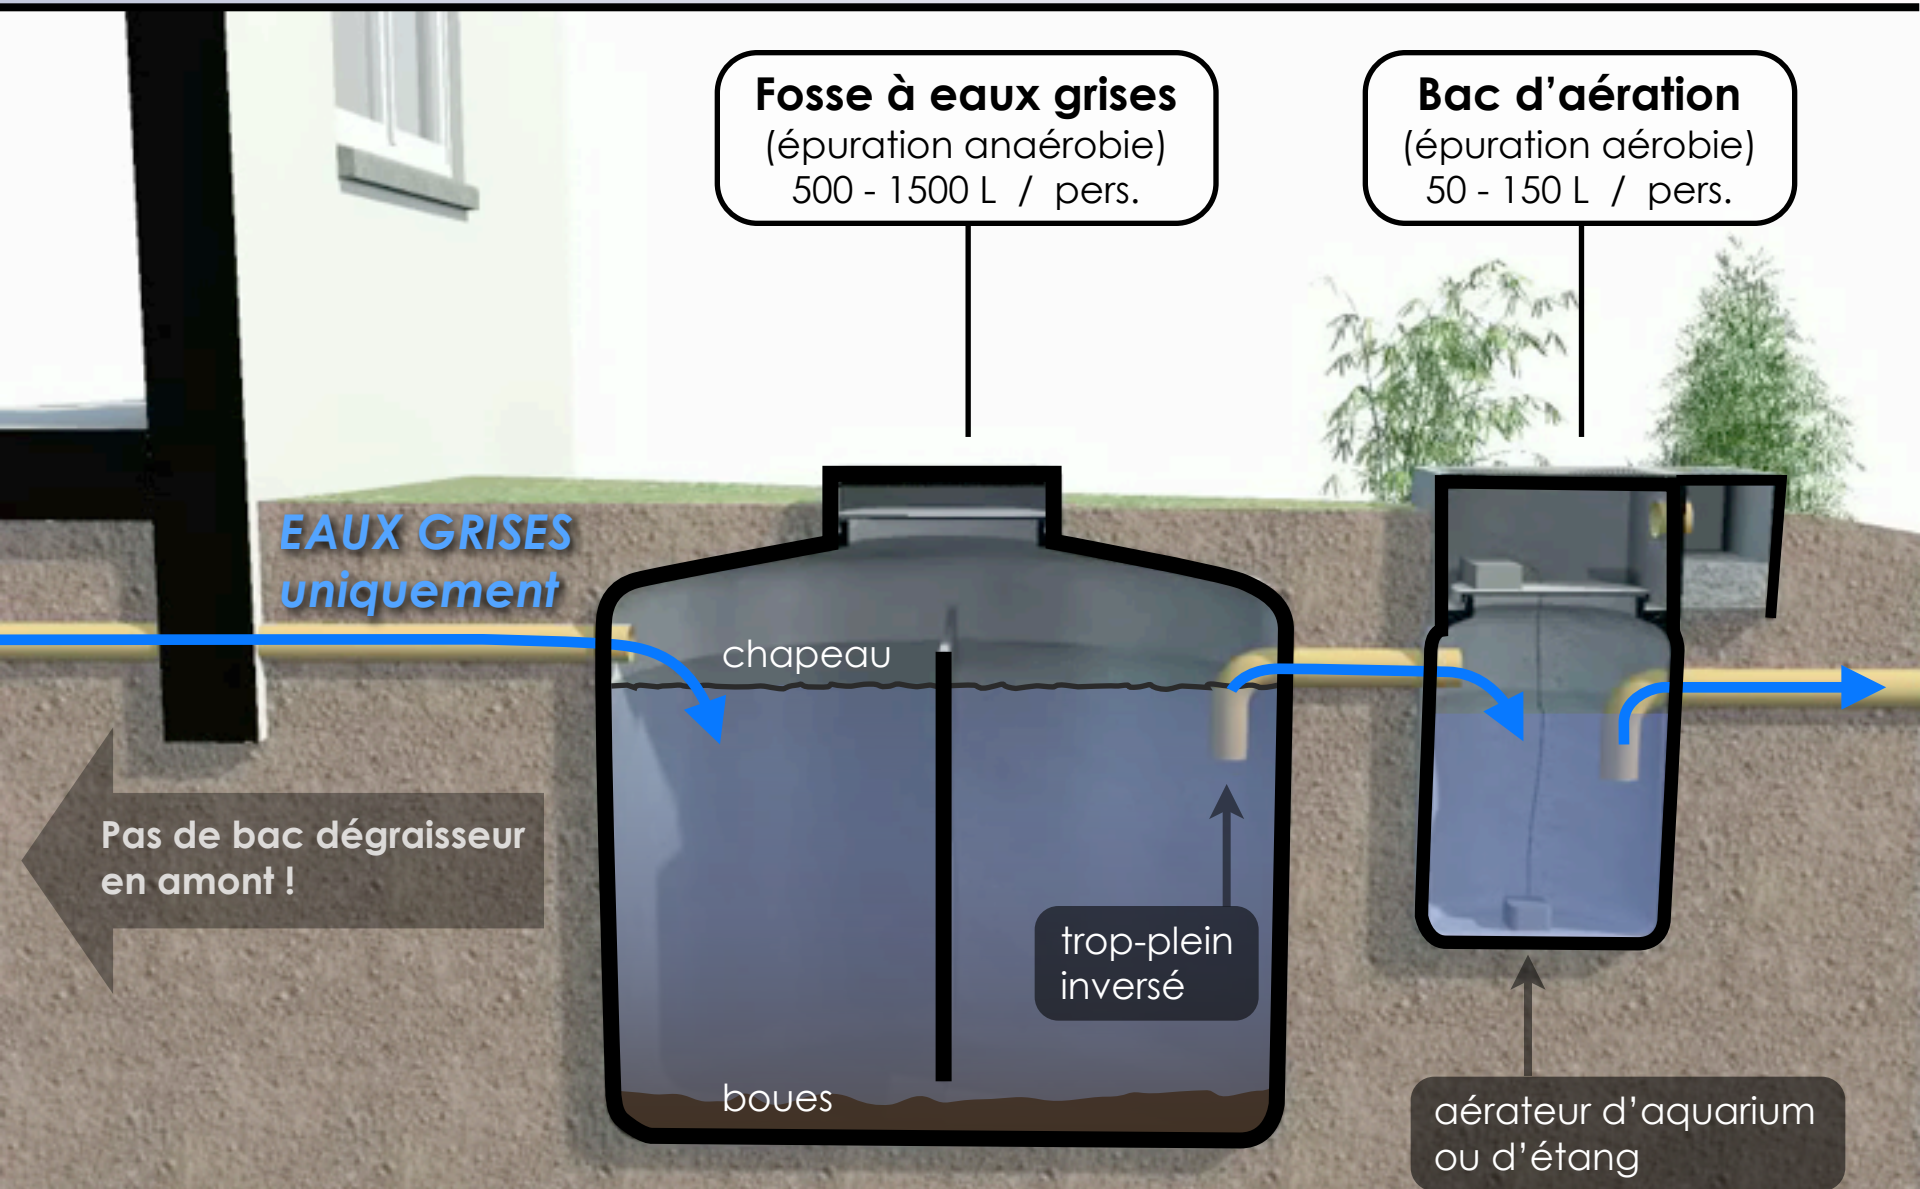 Fosse à eaux grises
(épuration anaérobie)
500 - 1500 L / pers.
Bac d’aération
(épuration aérobie)
50 - 150 L / pers.
EAUX GRISES
uniquement
chapeau
Pas de bac dégraisseur
en amont !
trop-plein
inversé
boues
aérateur d’aquarium
ou d’étang